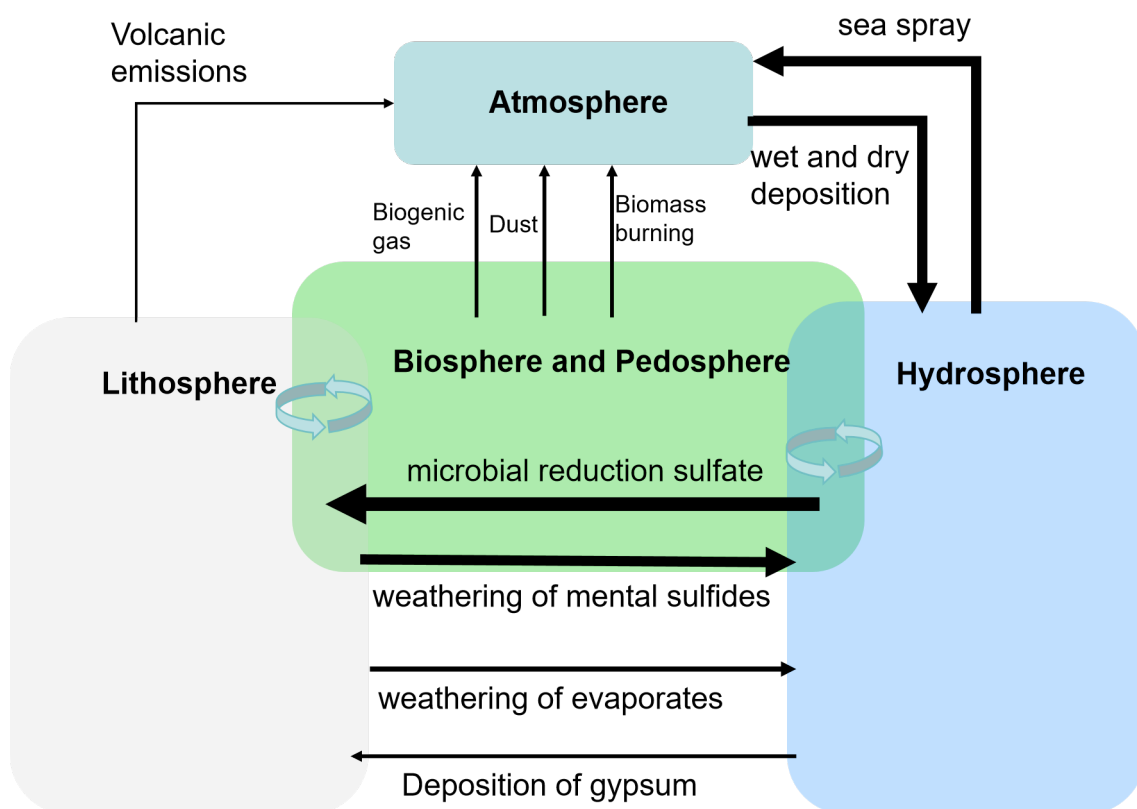 Volcanic
emissions
sea spray
Atmosphere
wet and dry
deposition
Biogenic
gas
Dust
Biomass
burning
Lithosphere
Biosphere and Pedosphere
Hydrosphere
microbial reduction sulfate
weathering of mental sulfides
weathering of evaporates
Deposition of gypsum